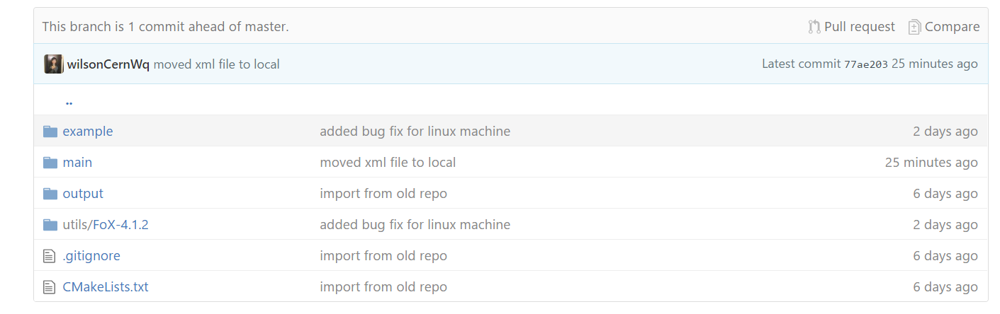 This branch is 1 commit ahead of master. Pull request Compare
wilsonCernWq moved xml file to local Latest commit 77ae203 25 minutes ago
..
example added bug fix for linux machine 2 days ago
main moved xml file to local 25 minutes ago
output import from old repo 6 days ago
utils/FoX-4.1.2 added bug fix for linux machine 2 days ago
.gitignore import from old repo 6 days ago
CMakeLists.txt import from old repo 6 days ago